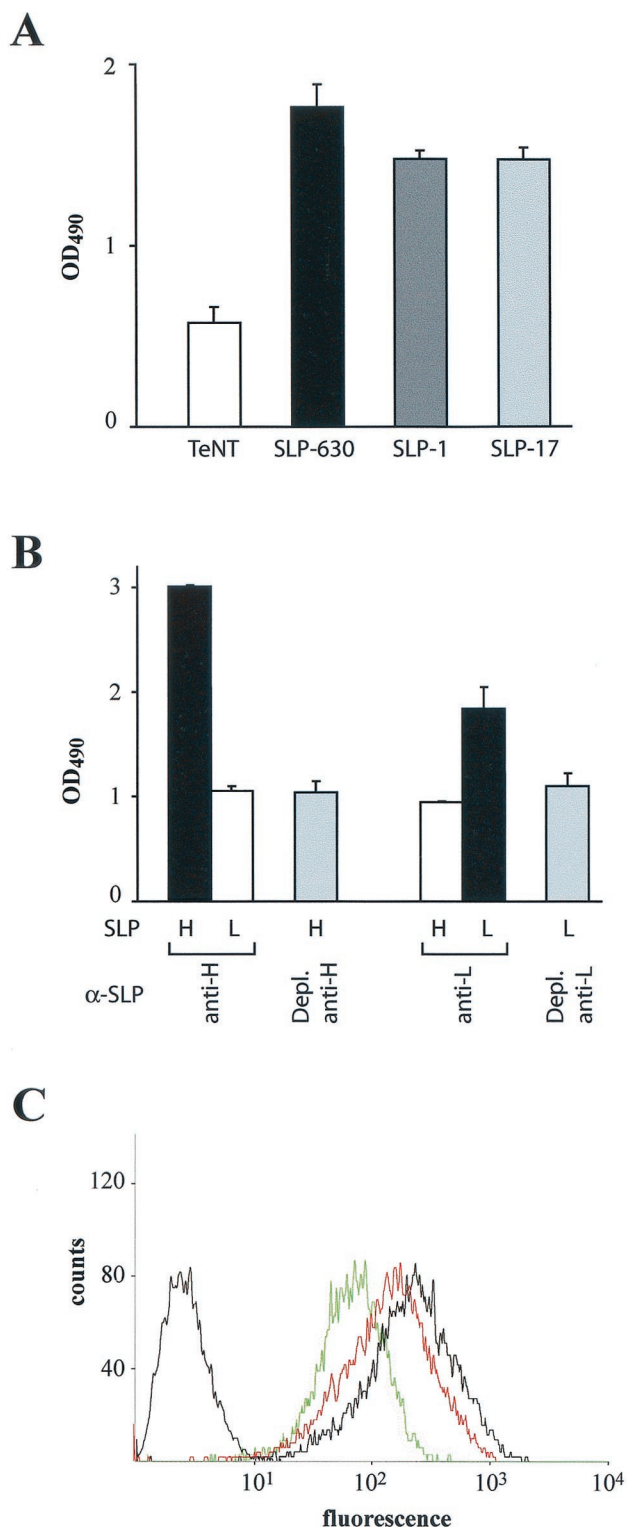 A
2
1
0
OD490
TeNT SLP-630 SLP-1 SLP-17
B
3
2
1
0
OD490
SLP H L H H L L
α-SLP anti-H Depl. anti-H anti-L Depl. anti-L
C
120
80
40
counts
10¹ 10² 10³ 10⁴
fluorescence